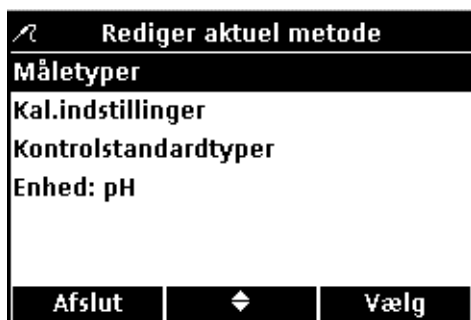 Rediger aktuel metode
Måletyper
Kal.indstillinger
Kontrolstandardtyper
Enhed: pH
Afslut Vælg